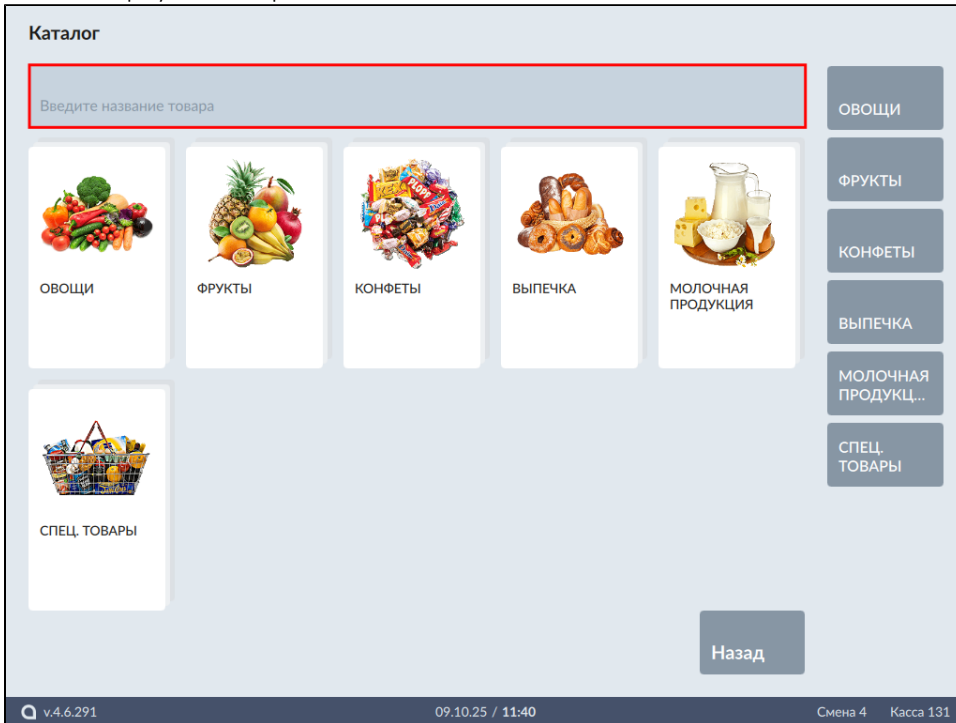 Каталог
Введите название товара
ОВОЩИ
ФРУКТЫ
КОНФЕТЫ
ВЫПЕЧКА
МОЛОЧНАЯ
ПРОДУКЦИЯ
СПЕЦ. ТОВАРЫ
ОВОЩИ
ФРУКТЫ
КОНФЕТЫ
ВЫПЕЧКА
МОЛОЧНАЯ
ПРОДУКЦ...
СПЕЦ.
ТОВАРЫ
Назад
v.4.6.291
09.10.25 / 11:40
Смена 4 Касса 131